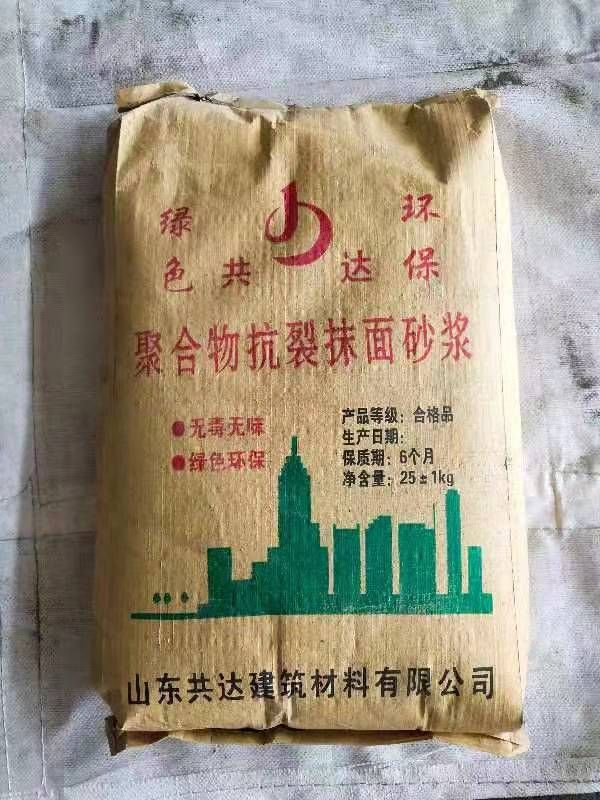 绿色
共达
环保
聚合物抗裂抹面砂浆
●无毒无味
●绿色环保
产品等级：合格品
生产日期：
保质期：6个月
净含量：25±1kg
山东共达建筑材料有限公司